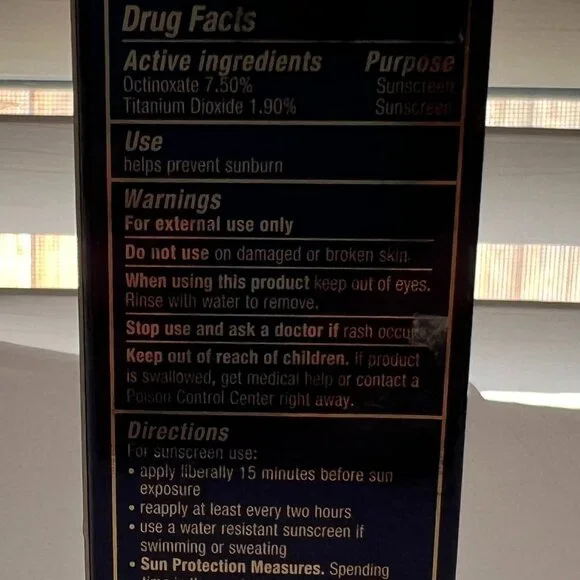 Drug Facts
Active ingredients Purpose
Octinoxate 7.50% Sunscreen
Titanium Dioxide 1.90% Sunscreen
Use
helps prevent sunburn
Warnings
For external use only
Do not use on damaged or broken skin.
When using this product keep out of eyes.
Rinse with water to remove.
Stop use and ask a doctor if rash
Keep out of reach of children. If product
is swallowed, get medical help or contact a
Poison Control Center right away.
Directions
For sunscreen use:
• apply liberally 15 minutes before sun
exposure
• reapply at least every two hours
• use a water resistant sunscreen if
swimming or sweating
• Sun Protection Measures. Spending